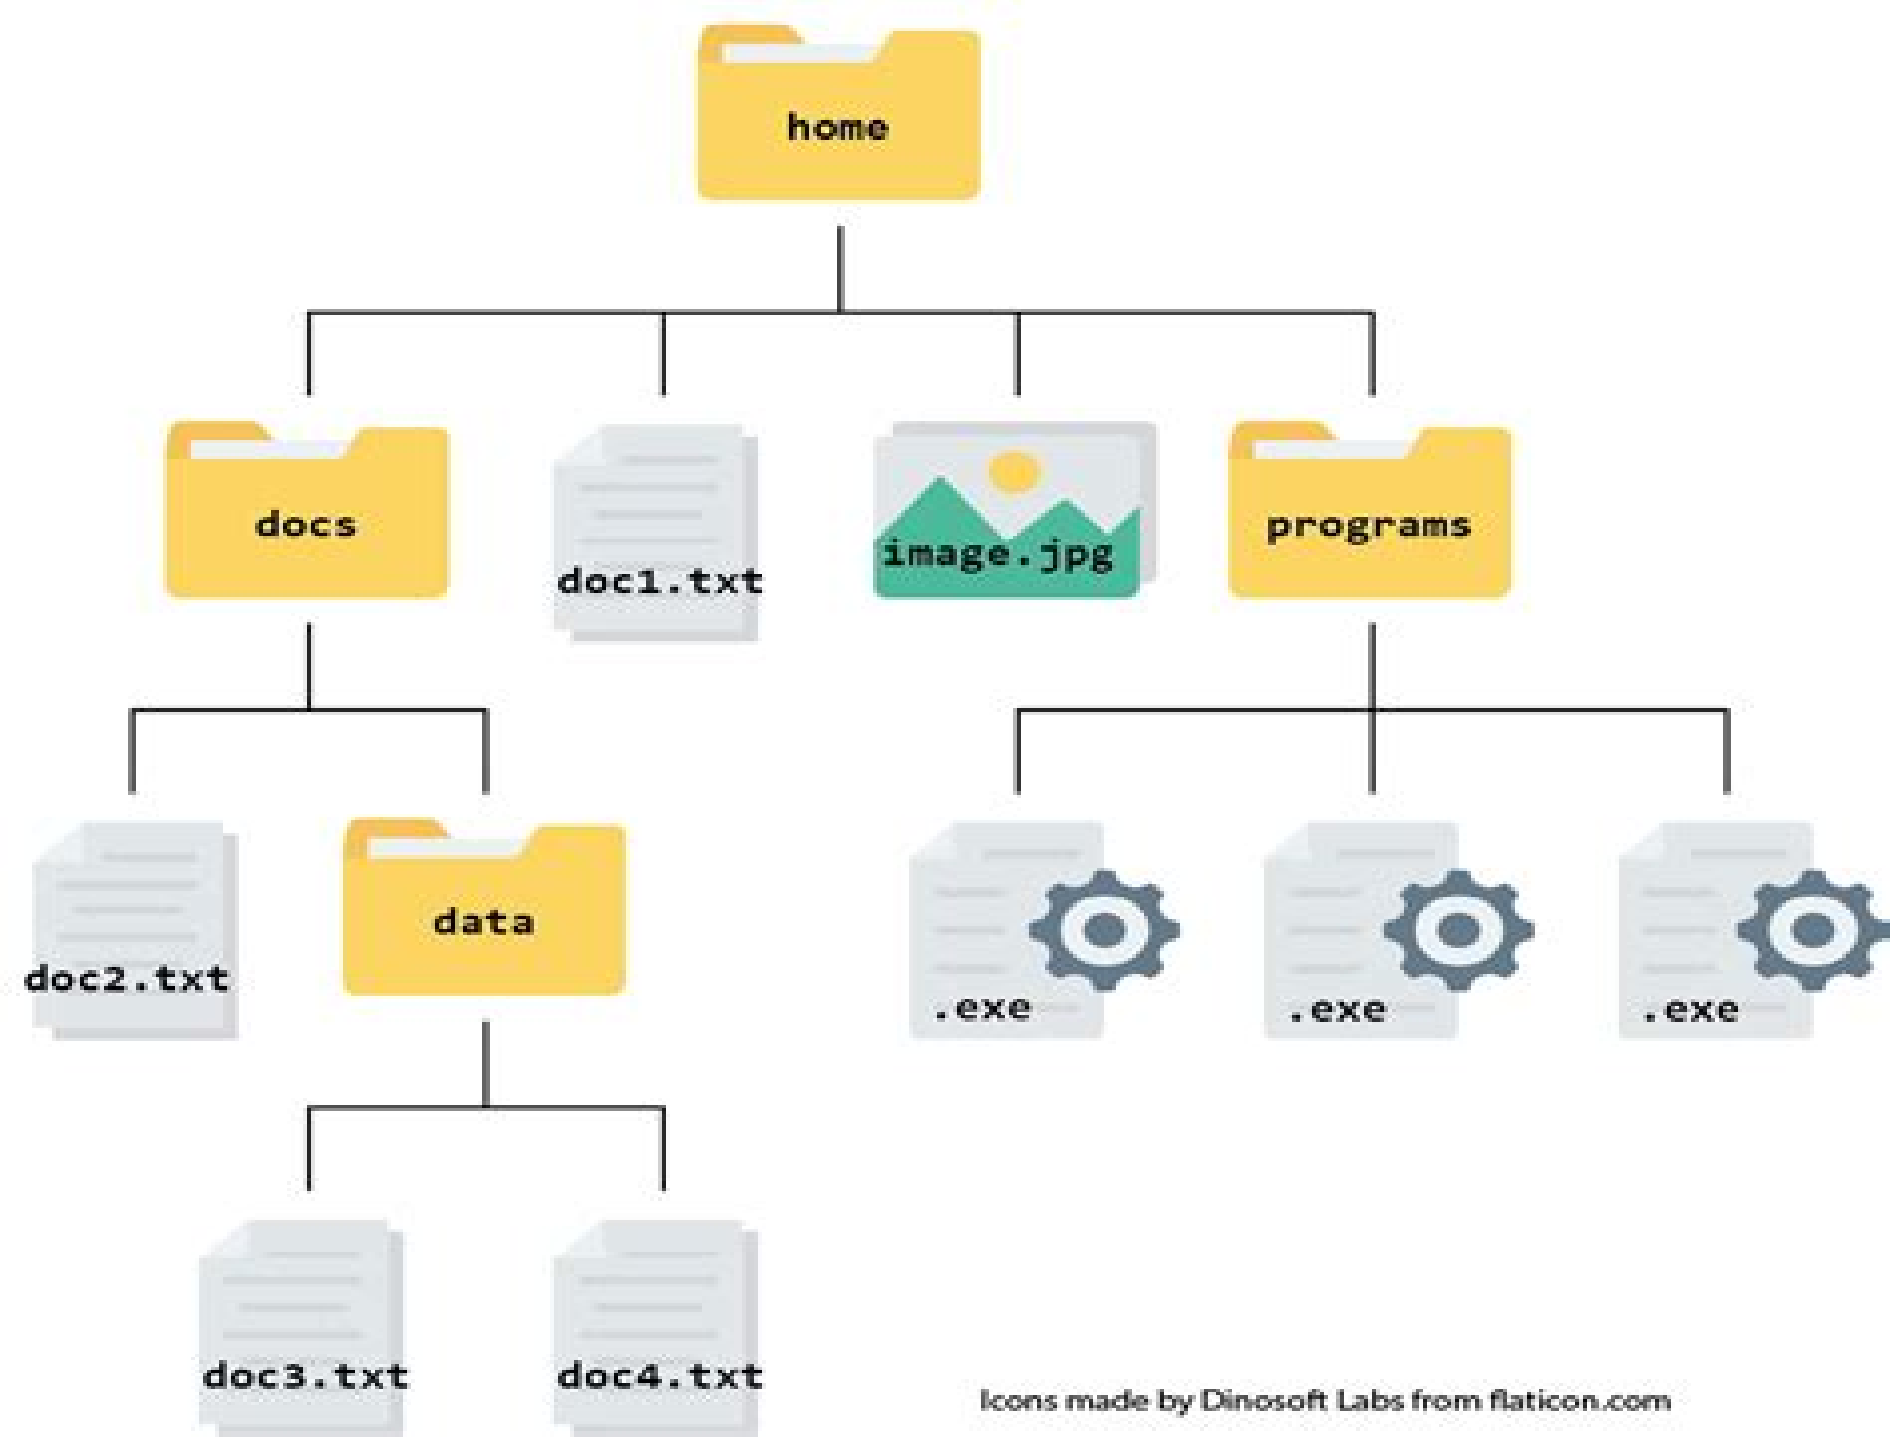 home
docs
doc1.txt
image.jpg
programs
doc2.txt
data
.exe
.exe
.exe
doc3.txt
doc4.txt
Icons made by Dinosoft Labs from flaticon.com